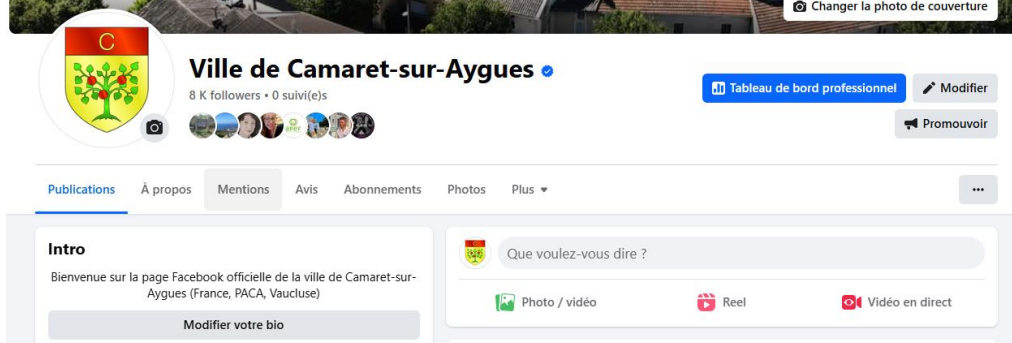 Changer la photo de couverture
C
Ville de Camaret-sur-Aygues
8 K followers • 0 suivi(e)s
Tableau de bord professionnel
Modifier
Promouvoir
Publications
À propos
Mentions
Avis
Abonnements
Photos
Plus
Intro
Bienvenue sur la page Facebook officielle de la ville de Camaret-sur-
Aygues (France, PACA, Vaucluse)
Modifier votre bio
Que voulez-vous dire ?
Photo / vidéo
Reel
Vidéo en direct